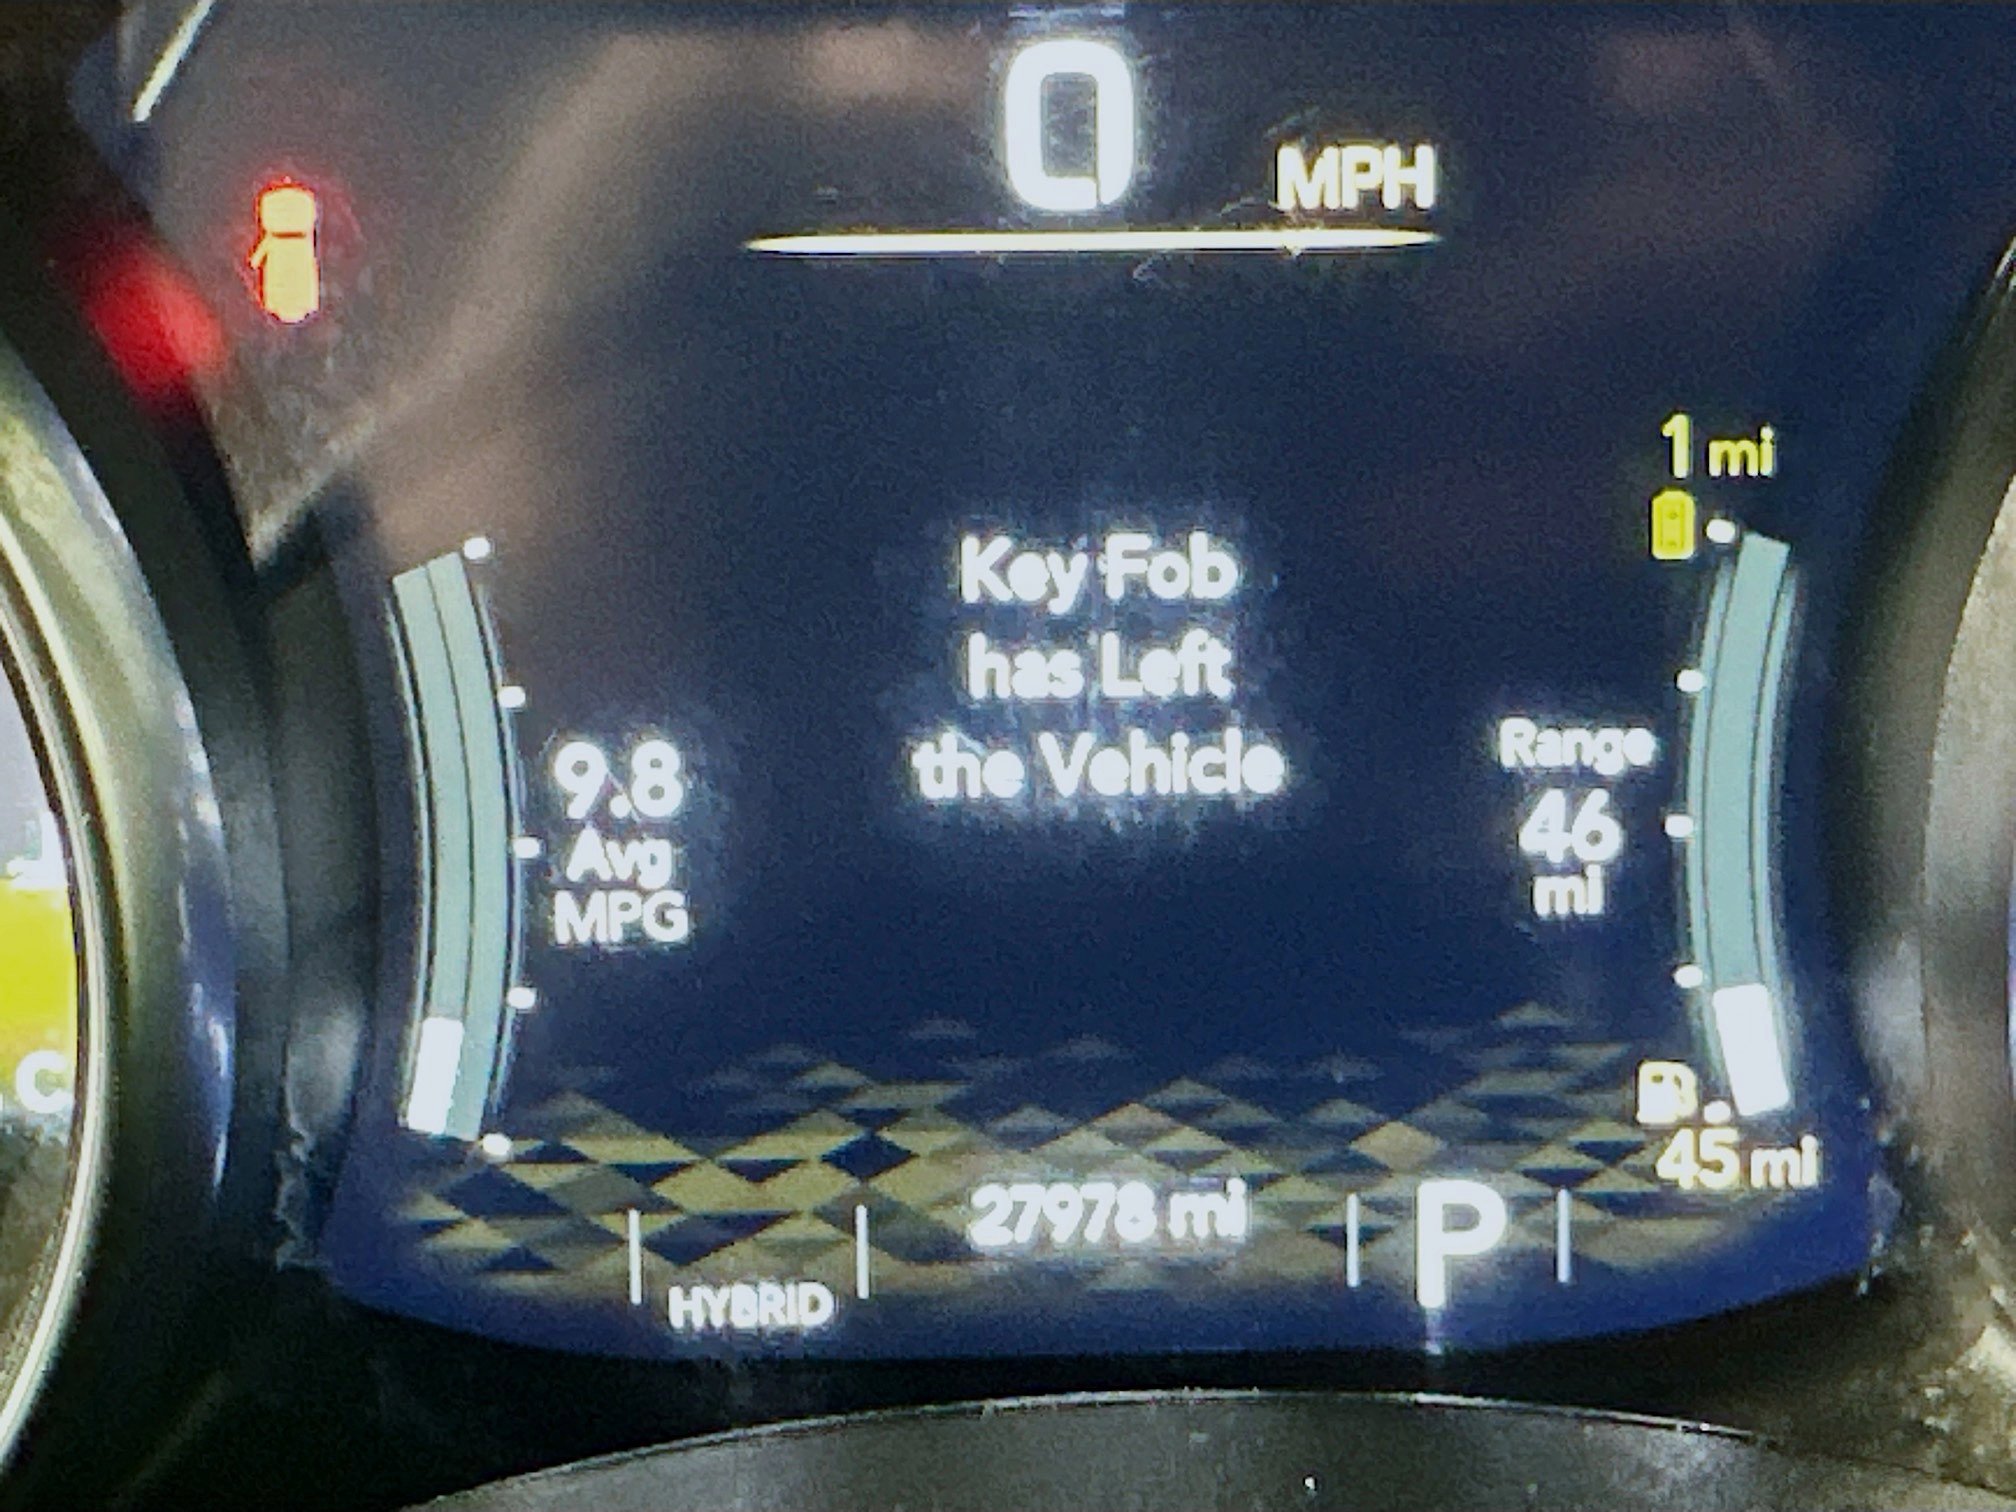 0
MPH
1 mi
Key Fob
has Left
the Vehicle
9.8
Avg
MPG
Range
46
mi
C
45 mi
27978 mi
P
HYBRID